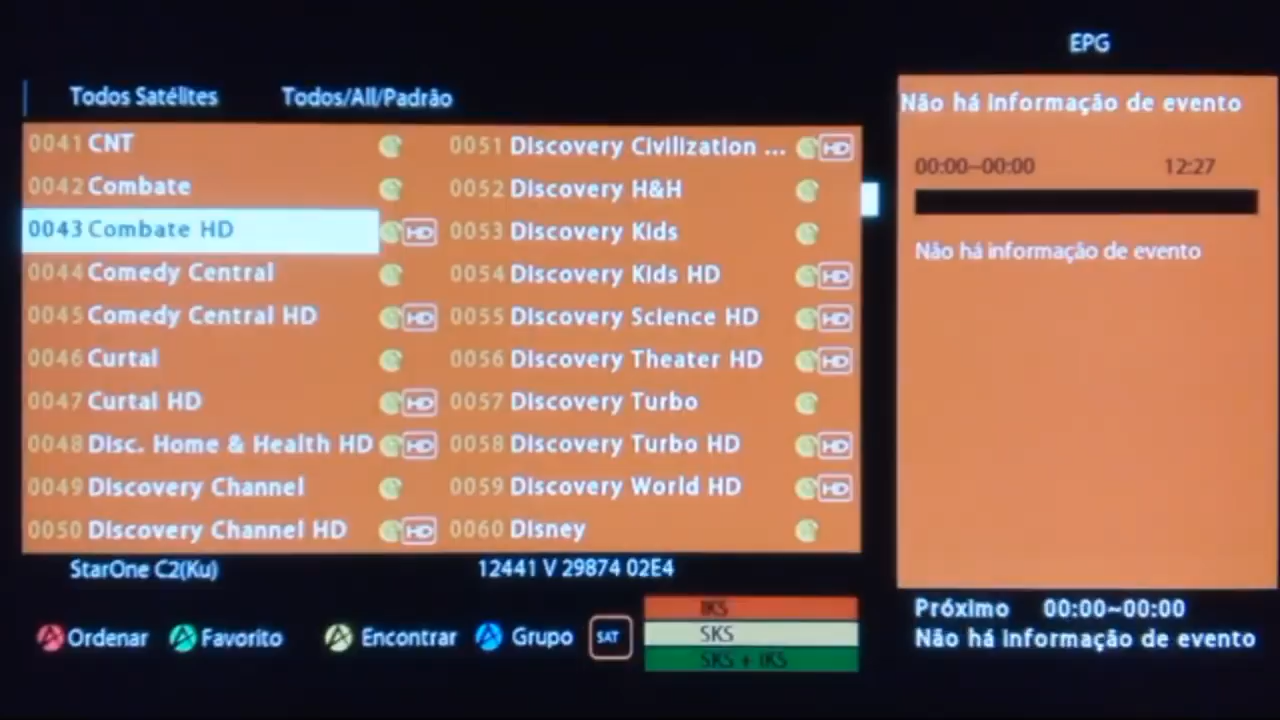 EPG
Todos Satélites Todos/All/Padrão
0041 CNT
0042 Combate
0043 Combate HD HD
0044 Comedy Central
0045 Comedy Central HD HD
0046 Curtal
0047 Curtal HD HD
0048 Disc. Home & Health HD HD
0049 Discovery Channel
0050 Discovery Channel HD HD
0051 Discovery Civilization ... HD
0052 Discovery H&H
0053 Discovery Kids
0054 Discovery Kids HD HD
0055 Discovery Science HD HD
0056 Discovery Theater HD HD
0057 Discovery Turbo
0058 Discovery Turbo HD HD
0059 Discovery World HD HD
0060 Disney
Não há informação de evento
00:00~00:00 12:27
Não há informação de evento
StarOne C2(Ku) 12441 V 29874 02E4
Próximo 00:00~00:00
Não há informação de evento
Ordenar Favorito Encontrar Grupo SAT
IKS
SKS
SKS + IKS